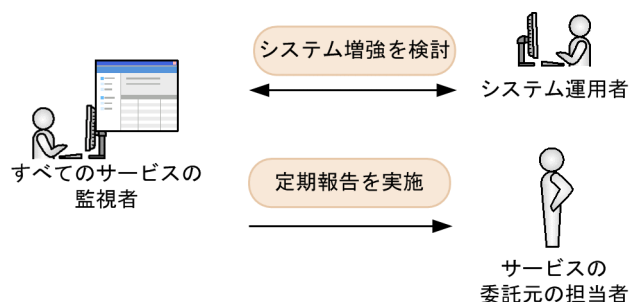 システム増強を検討
システム運用者
すべてのサービスの
監視者
定期報告を実施
サービスの
委託元の担当者